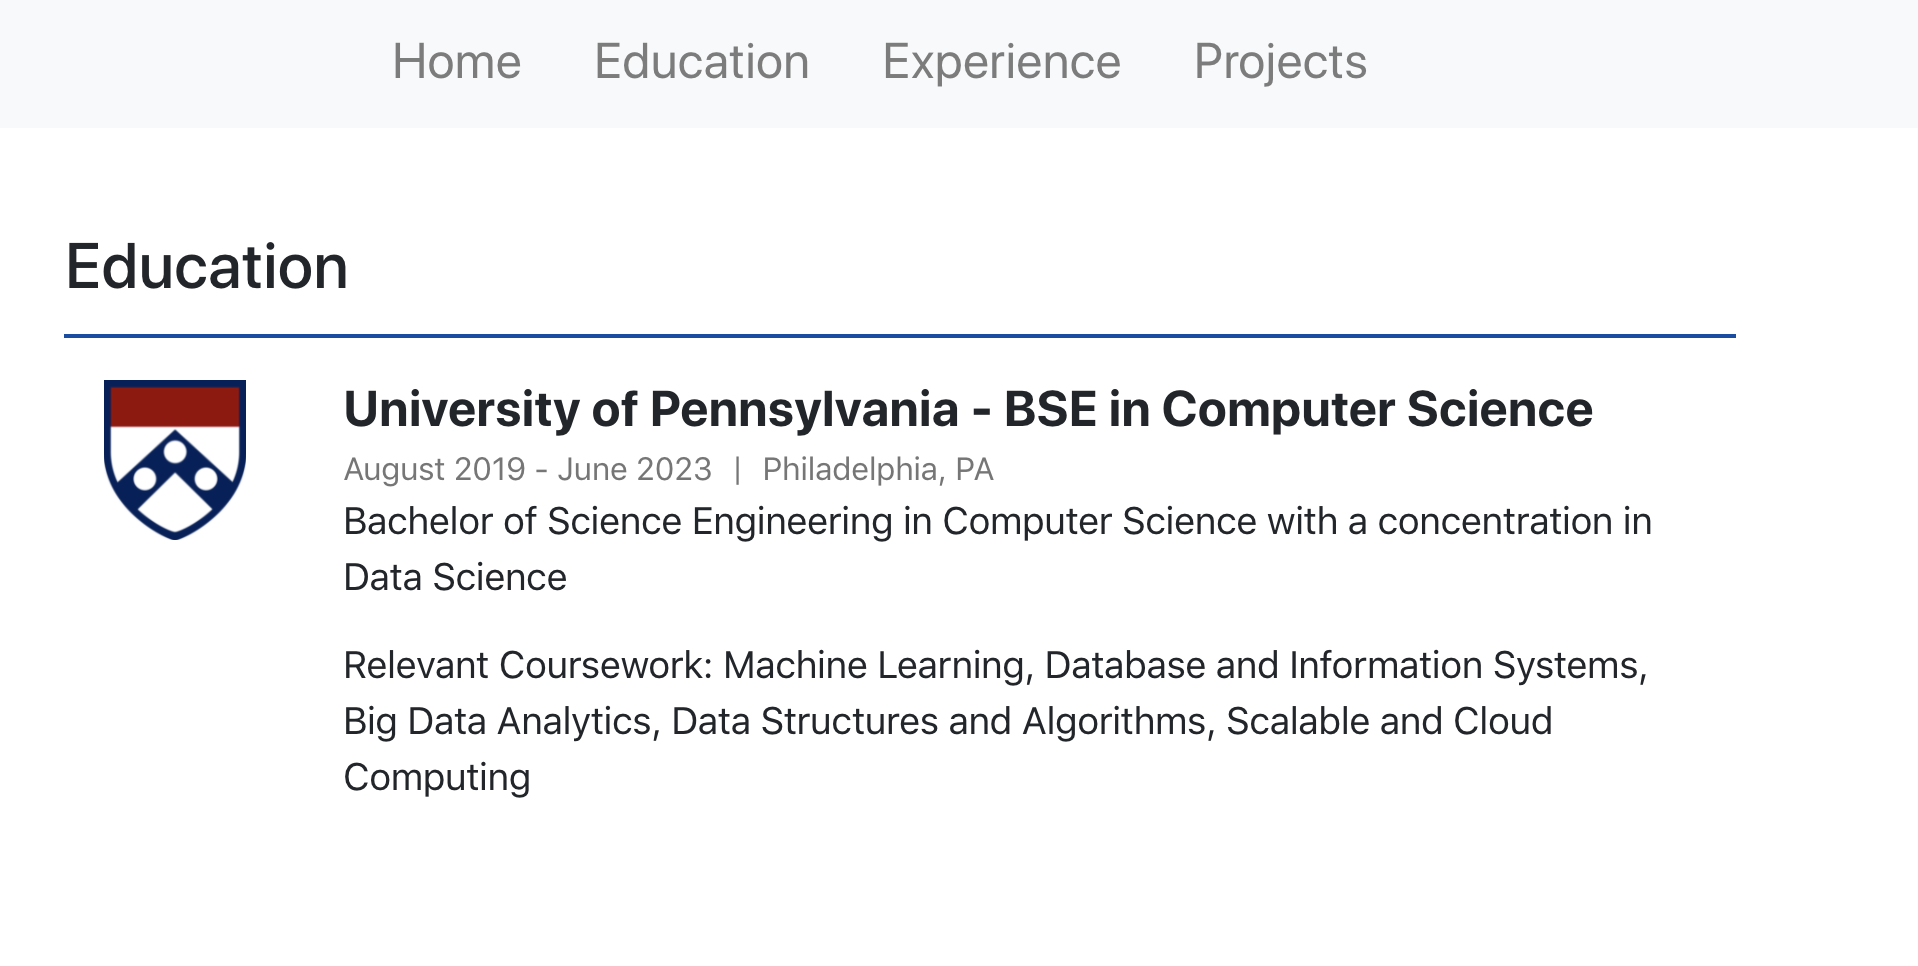 Home Education Experience Projects
Education
University of Pennsylvania - BSE in Computer Science
August 2019 - June 2023 | Philadelphia, PA
Bachelor of Science Engineering in Computer Science with a concentration in
Data Science
Relevant Coursework: Machine Learning, Database and Information Systems,
Big Data Analytics, Data Structures and Algorithms, Scalable and Cloud
Computing